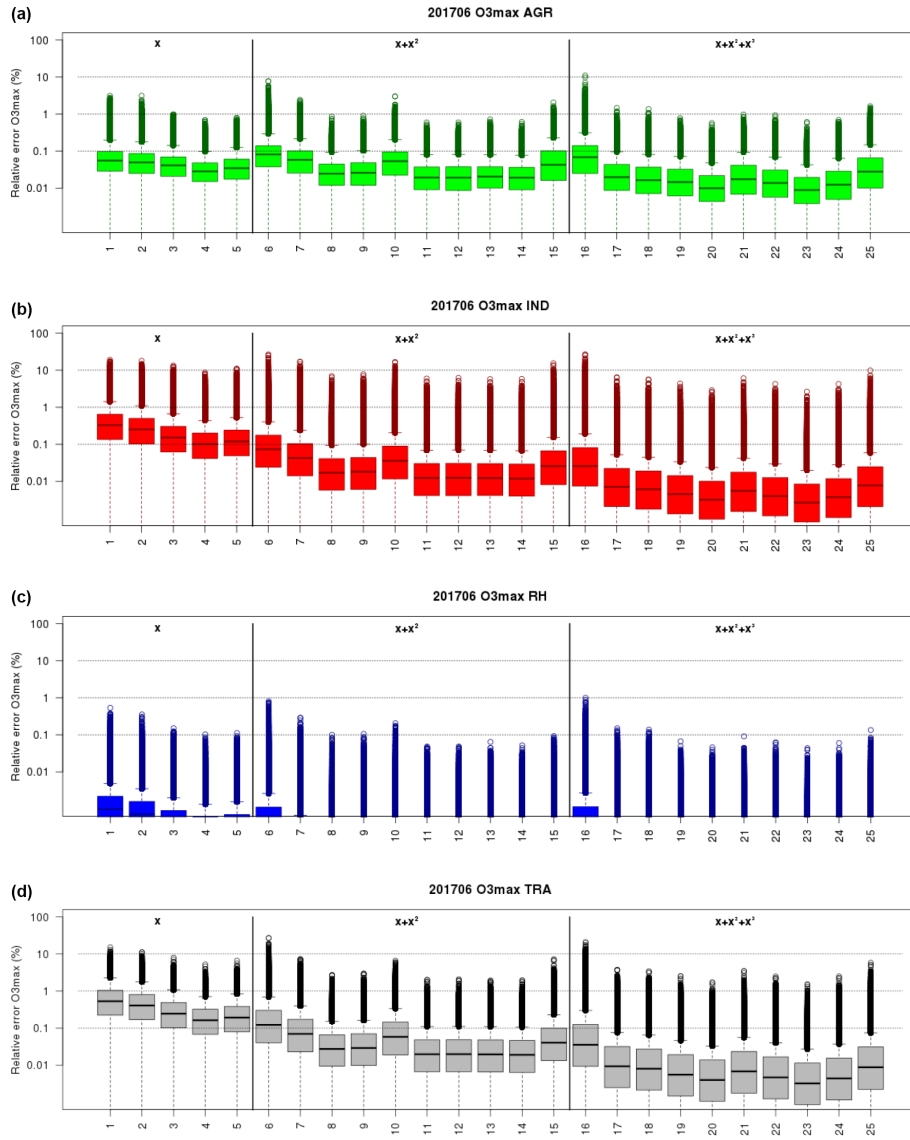 (a)
201706 O3max AGR
x
x+x²
x+x²+x³
Relative error O3max (%)
100
10
1
0.1
0.01
1 2 3 4 5 6 7 8 9 10 11 12 13 14 15 16 17 18 19 20 21 22 23 24 25
(b)
201706 O3max IND
x
x+x²
x+x²+x³
Relative error O3max (%)
100
10
1
0.1
0.01
1 2 3 4 5 6 7 8 9 10 11 12 13 14 15 16 17 18 19 20 21 22 23 24 25
(c)
201706 O3max RH
x
x+x²
x+x²+x³
Relative error O3max (%)
100
10
1
0.1
0.01
1 2 3 4 5 6 7 8 9 10 11 12 13 14 15 16 17 18 19 20 21 22 23 24 25
(d)
201706 O3max TRA
x
x+x²
x+x²+x³
Relative error O3max (%)
100
10
1
0.1
0.01
1 2 3 4 5 6 7 8 9 10 11 12 13 14 15 16 17 18 19 20 21 22 23 24 25